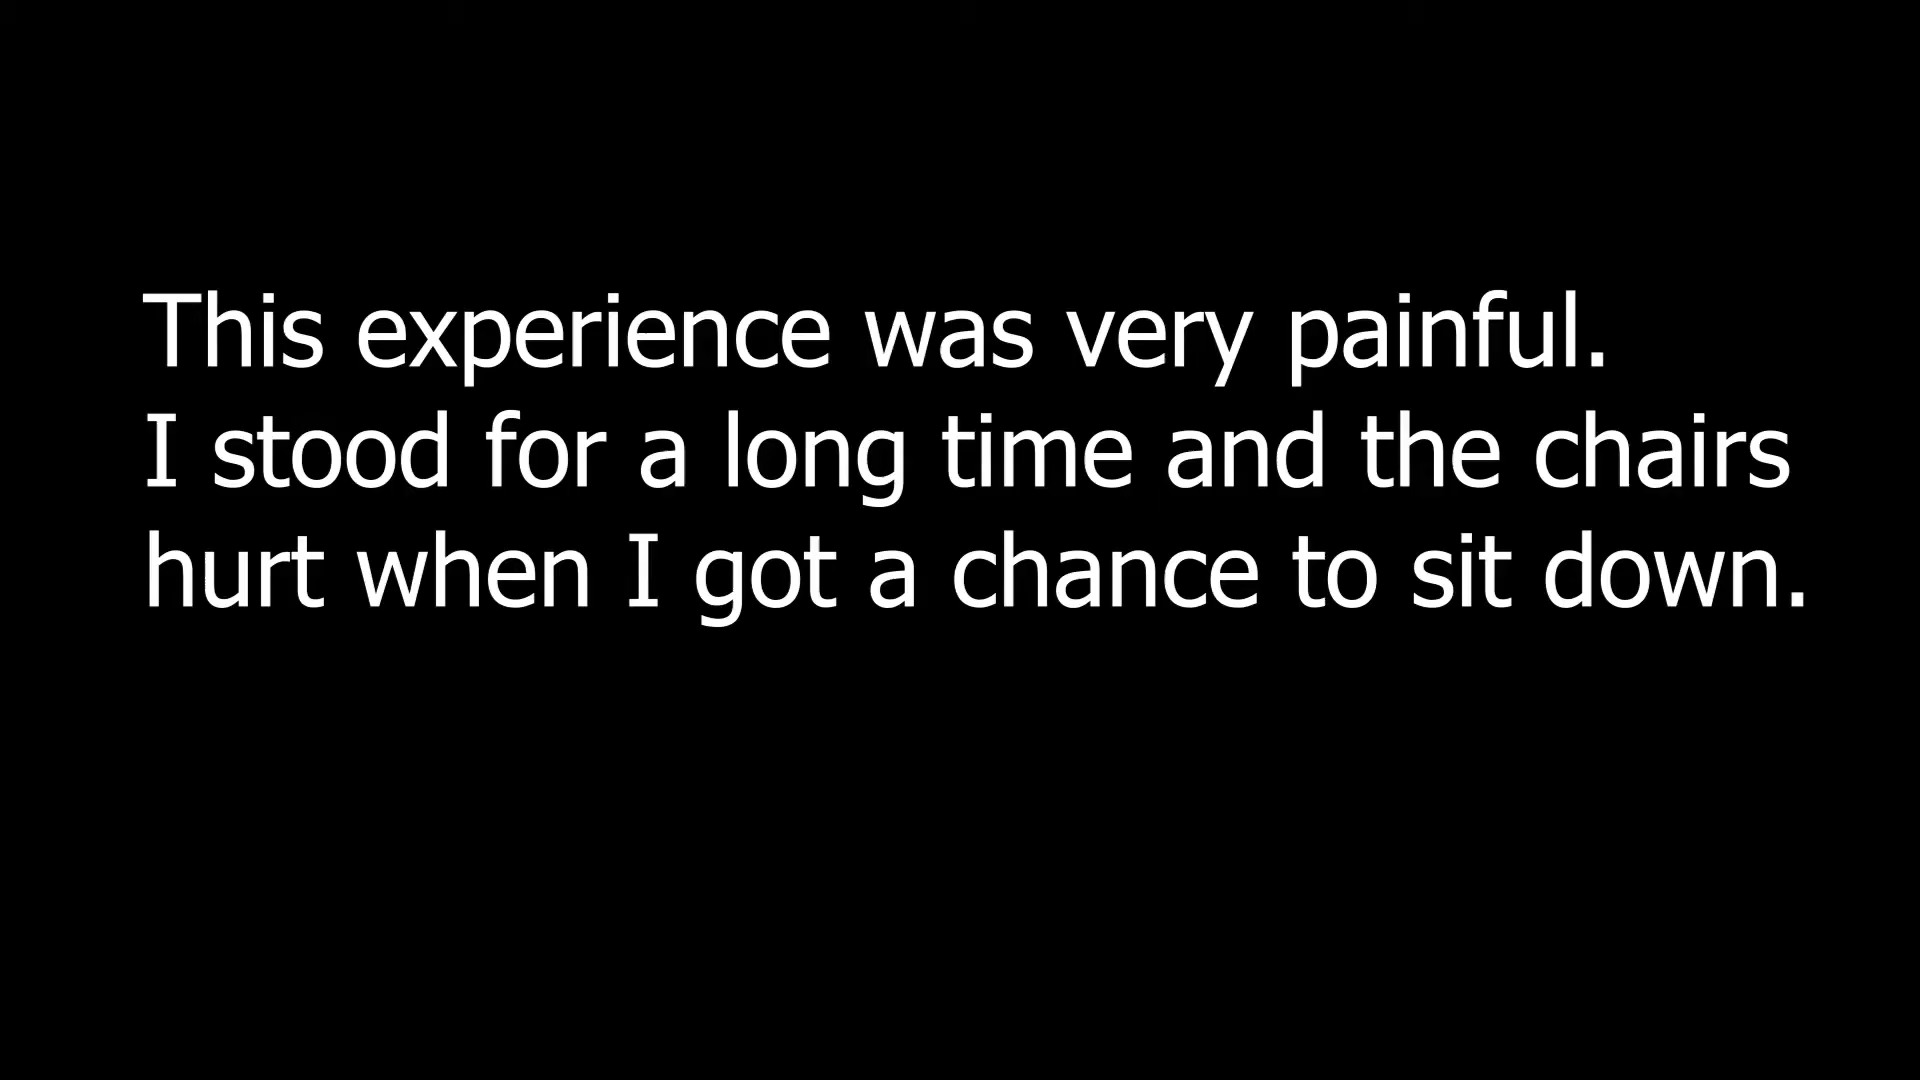 This experience was very painful.
I stood for a long time and the chairs
hurt when I got a chance to sit down.